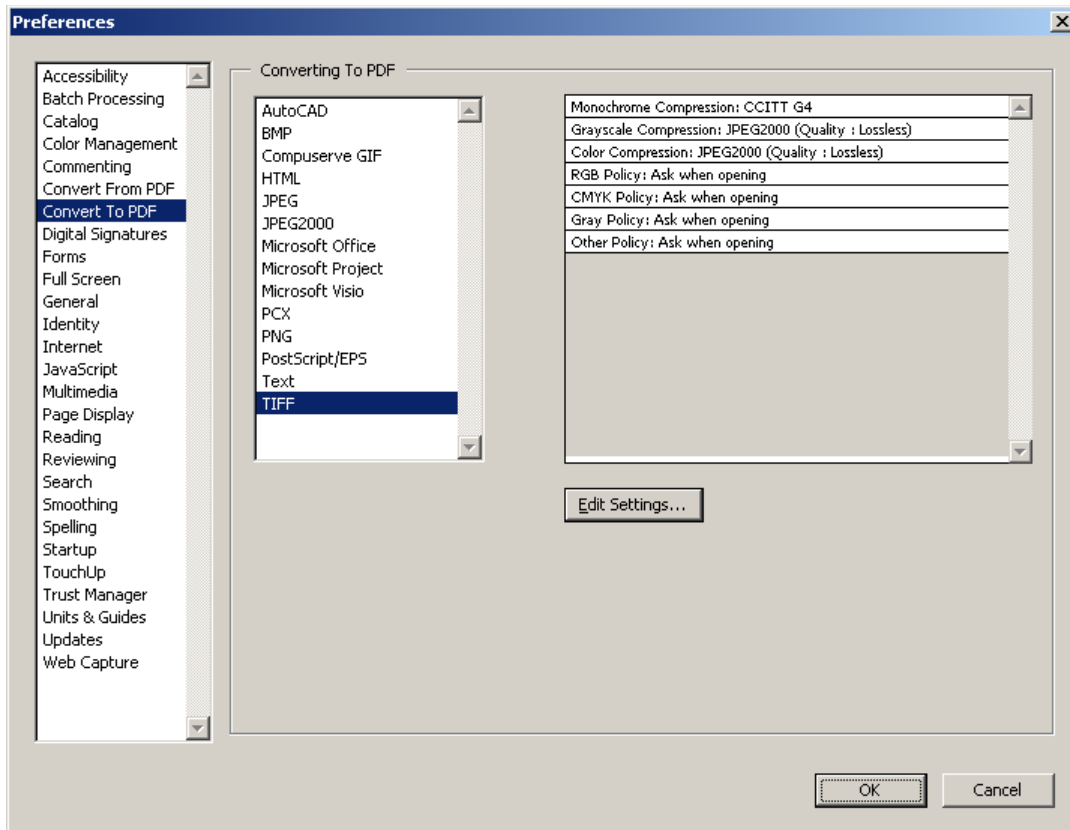 Preferences
Accessibility
Batch Processing
Catalog
Color Management
Commenting
Convert From PDF
Convert To PDF
Digital Signatures
Forms
Full Screen
General
Identity
Internet
JavaScript
Multimedia
Page Display
Reading
Reviewing
Search
Smoothing
Spelling
Startup
TouchUp
Trust Manager
Units & Guides
Updates
Web Capture
Converting To PDF
AutoCAD
BMP
Compuserve GIF
HTML
JPEG
JPEG2000
Microsoft Office
Microsoft Project
Microsoft Visio
PCX
PNG
PostScript/EPS
Text
TIFF
Monochrome Compression: CCITT G4
Grayscale Compression: JPEG2000 (Quality : Lossless)
Color Compression: JPEG2000 (Quality : Lossless)
RGB Policy: Ask when opening
CMYK Policy: Ask when opening
Gray Policy: Ask when opening
Other Policy: Ask when opening
Edit Settings...
OK
Cancel